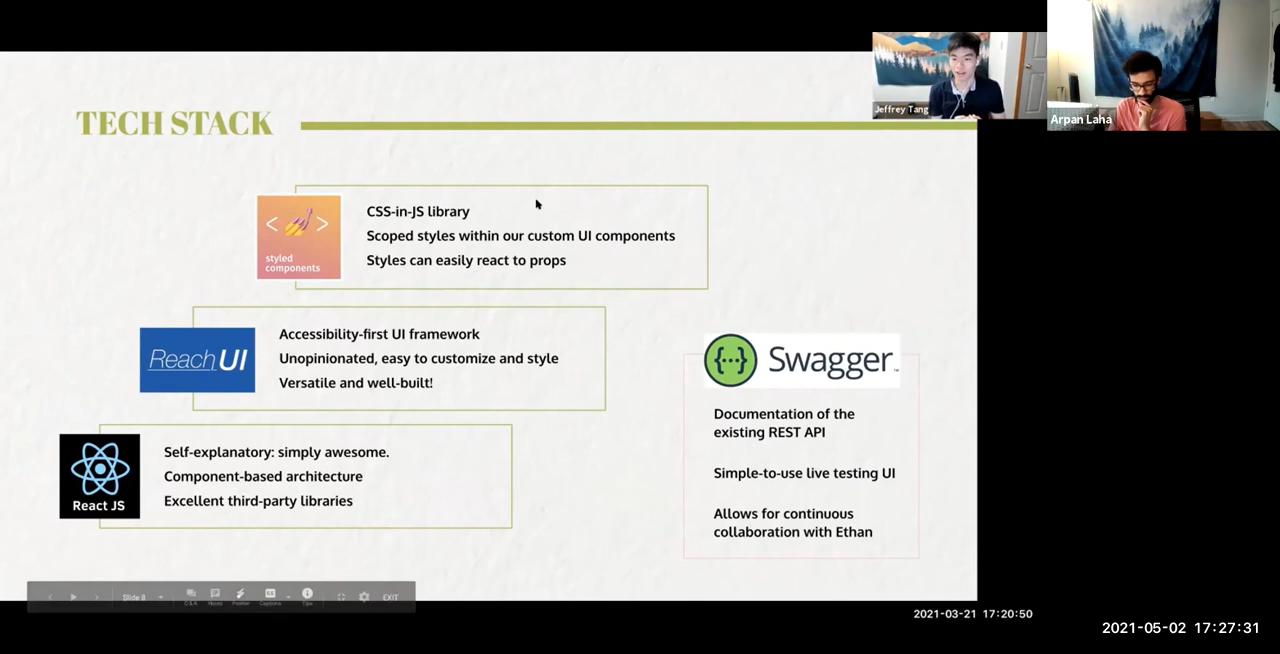 Jeffrey Tang
Arpan Laha
TECH STACK
< >
styled
components
CSS-in-JS library
Scoped styles within our custom UI components
Styles can easily react to props
Reach UI
Accessibility-first UI framework
Unopinionated, easy to customize and style
Versatile and well-built!
React JS
Self-explanatory: simply awesome.
Component-based architecture
Excellent third-party libraries
{···} Swagger
Documentation of the
existing REST API
Simple-to-use live testing UI
Allows for continuous
collaboration with Ethan
Slide 8
Q&A Notes Pointer Captions Tips EXIT
2021-03-21 17:20:50
2021-05-02 17:27:31